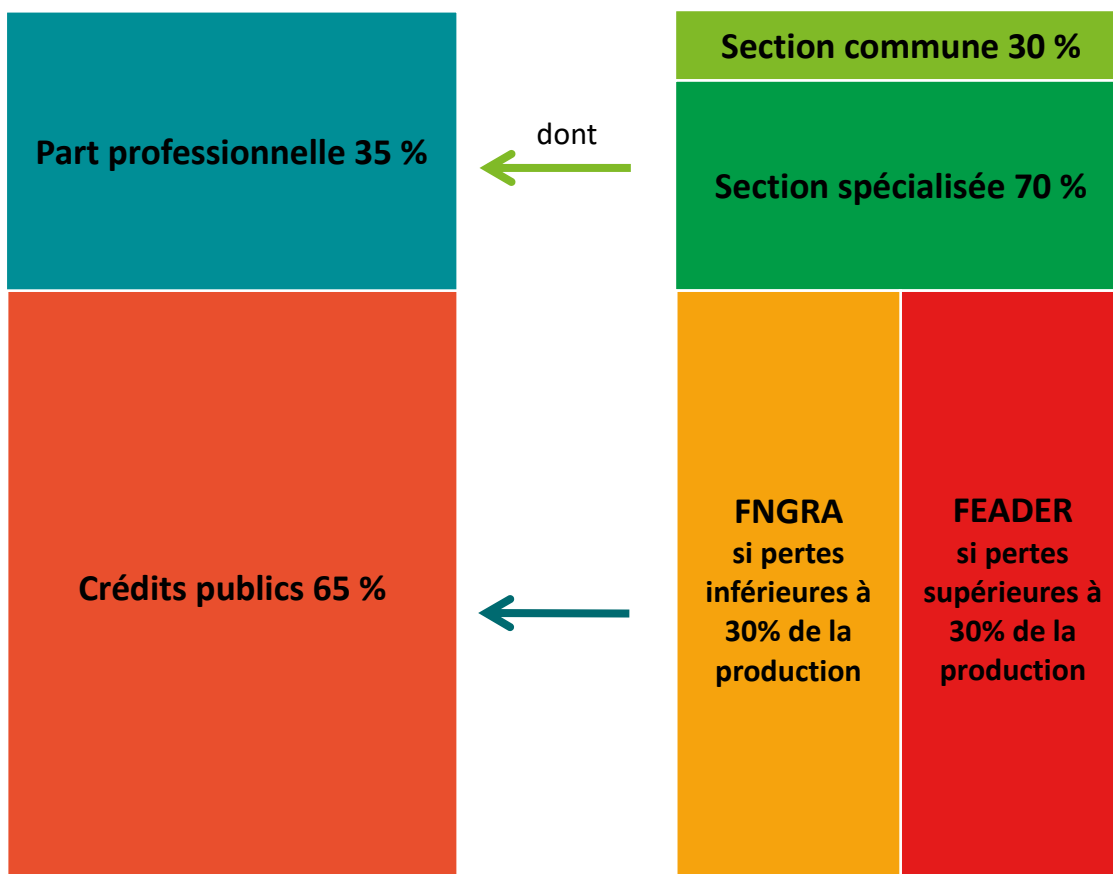 Part professionnelle 35 %
dont
Section commune 30 %
Section spécialisée 70 %
Crédits publics 65 %
FNGRA
si pertes
inférieures à
30% de la
production
FEADER
si pertes
supérieures à
30% de la
production